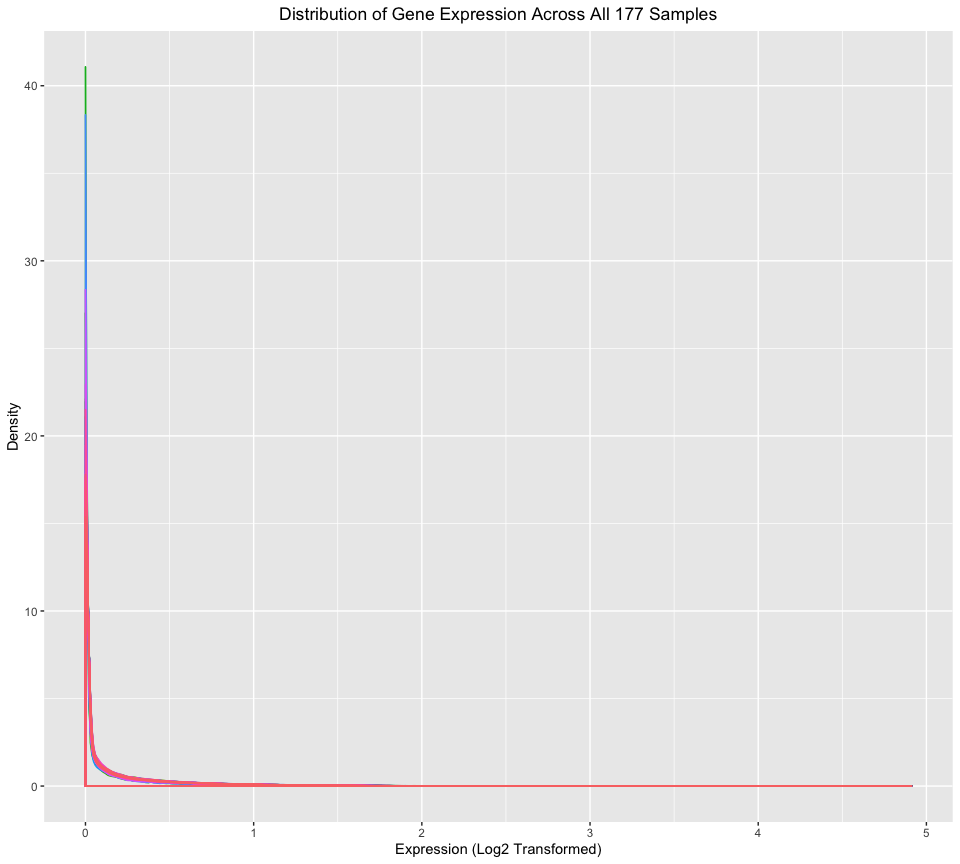 Distribution of Gene Expression Across All 177 Samples
40
30
20
10
0
Density
0 1 2 3 4 5
Expression (Log2 Transformed)